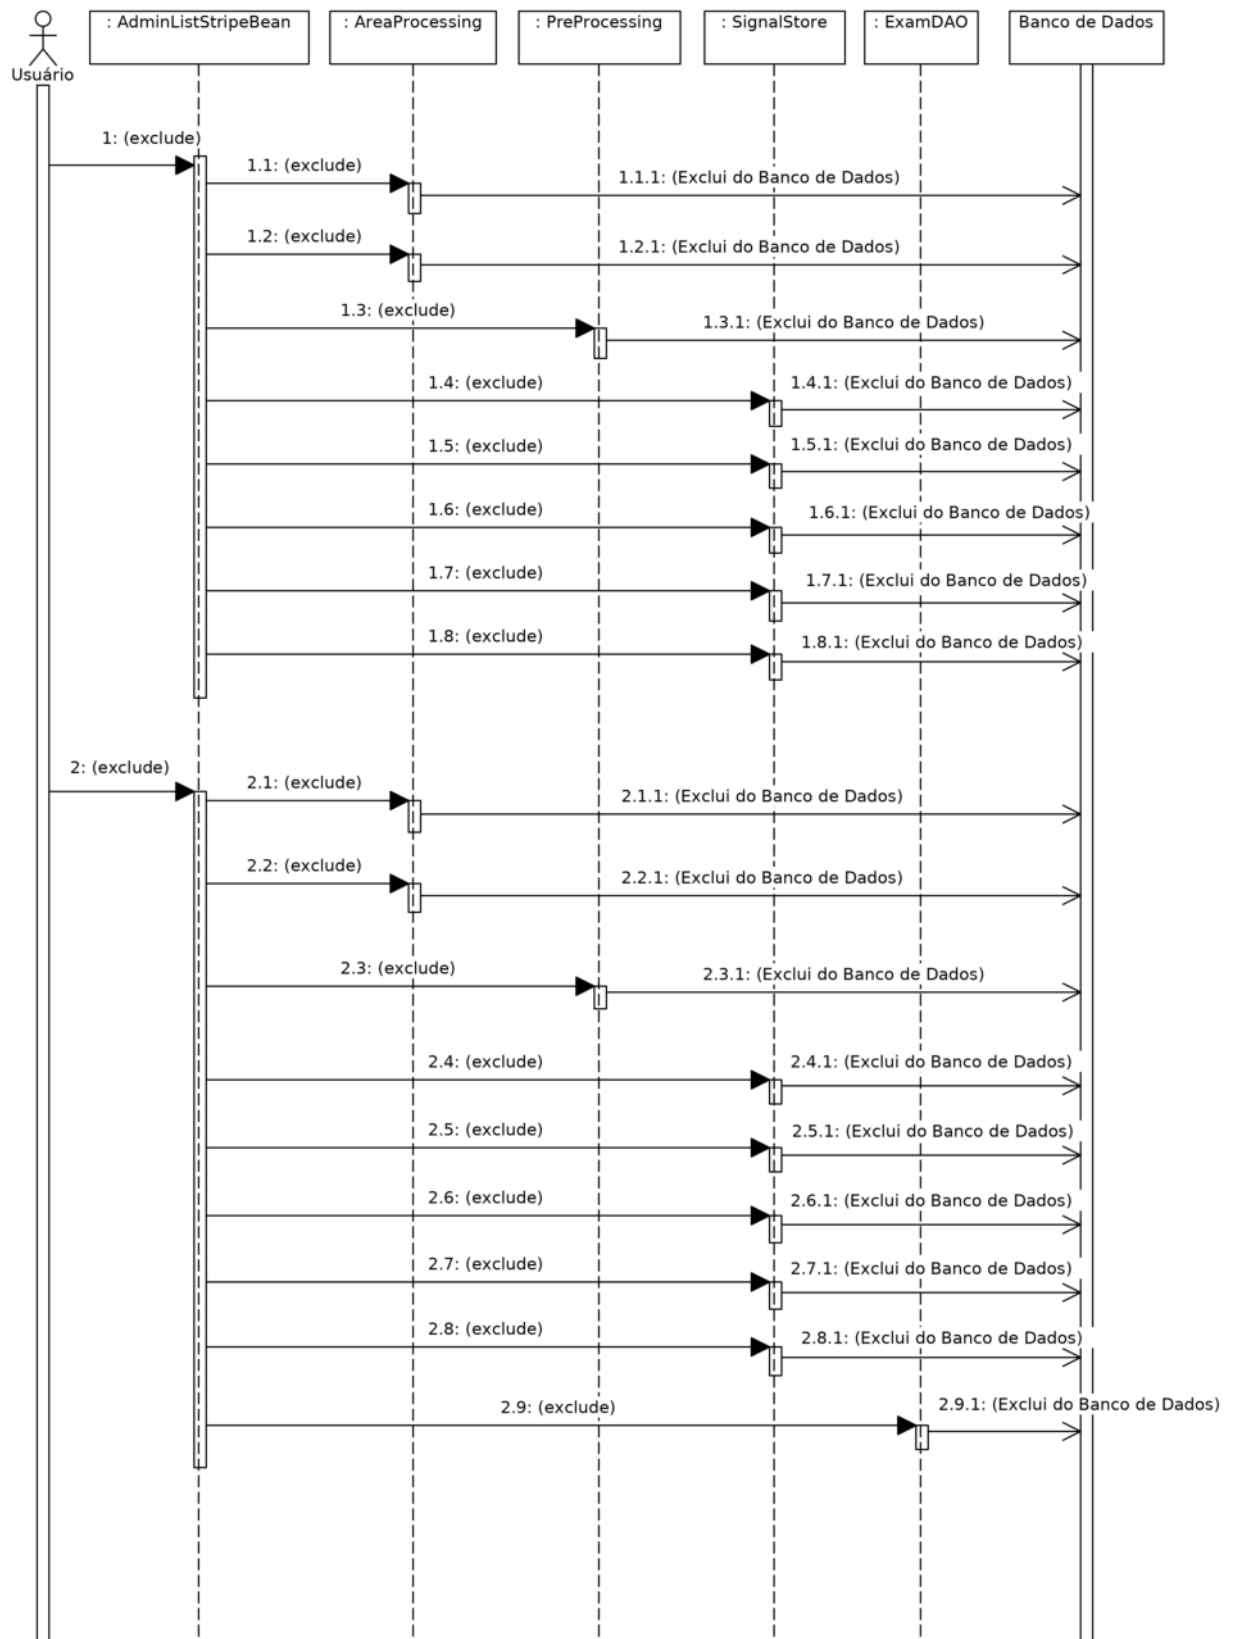 : AdminListStripeBean
: AreaProcessing
: PreProcessing
: SignalStore
: ExamDAO
Banco de Dados
Usuário
1: (exclude)
1.1: (exclude)
1.1.1: (Exclui do Banco de Dados)
1.2: (exclude)
1.2.1: (Exclui do Banco de Dados)
1.3: (exclude)
1.3.1: (Exclui do Banco de Dados)
1.4: (exclude)
1.4.1: (Exclui do Banco de Dados)
1.5: (exclude)
1.5.1: (Exclui do Banco de Dados)
1.6: (exclude)
1.6.1: (Exclui do Banco de Dados)
1.7: (exclude)
1.7.1: (Exclui do Banco de Dados)
1.8: (exclude)
1.8.1: (Exclui do Banco de Dados)
2: (exclude)
2.1: (exclude)
2.1.1: (Exclui do Banco de Dados)
2.2: (exclude)
2.2.1: (Exclui do Banco de Dados)
2.3: (exclude)
2.3.1: (Exclui do Banco de Dados)
2.4: (exclude)
2.4.1: (Exclui do Banco de Dados)
2.5: (exclude)
2.5.1: (Exclui do Banco de Dados)
2.6: (exclude)
2.6.1: (Exclui do Banco de Dados)
2.7: (exclude)
2.7.1: (Exclui do Banco de Dados)
2.8: (exclude)
2.8.1: (Exclui do Banco de Dados)
2.9: (exclude)
2.9.1: (Exclui do Banco de Dados)